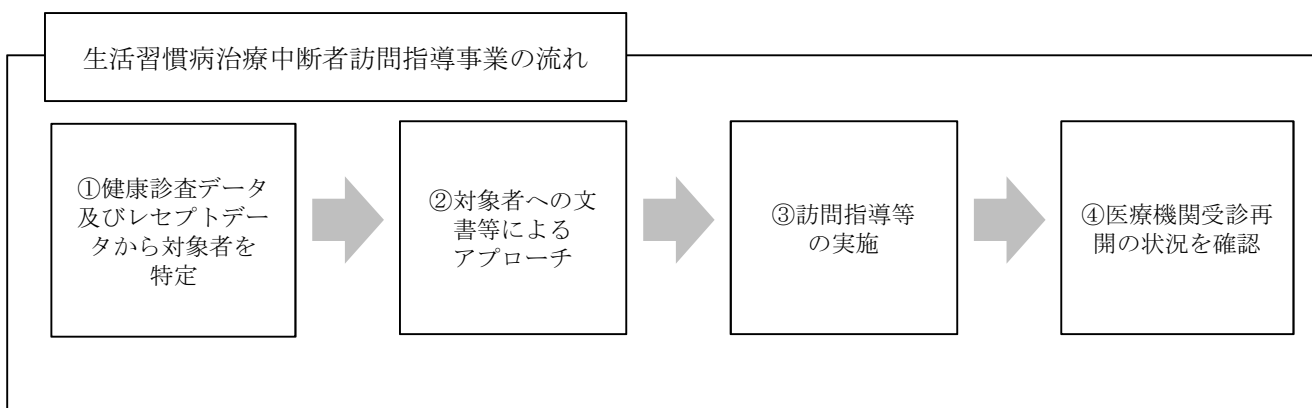 生活習慣病治療中断者訪問指導事業の流れ
①健康診査データ
及びレセプトデー
タから対象者を
特定
②対象者への文
書等による
アプローチ
③訪問指導等
の実施
④医療機関受診再
開の状況を確認